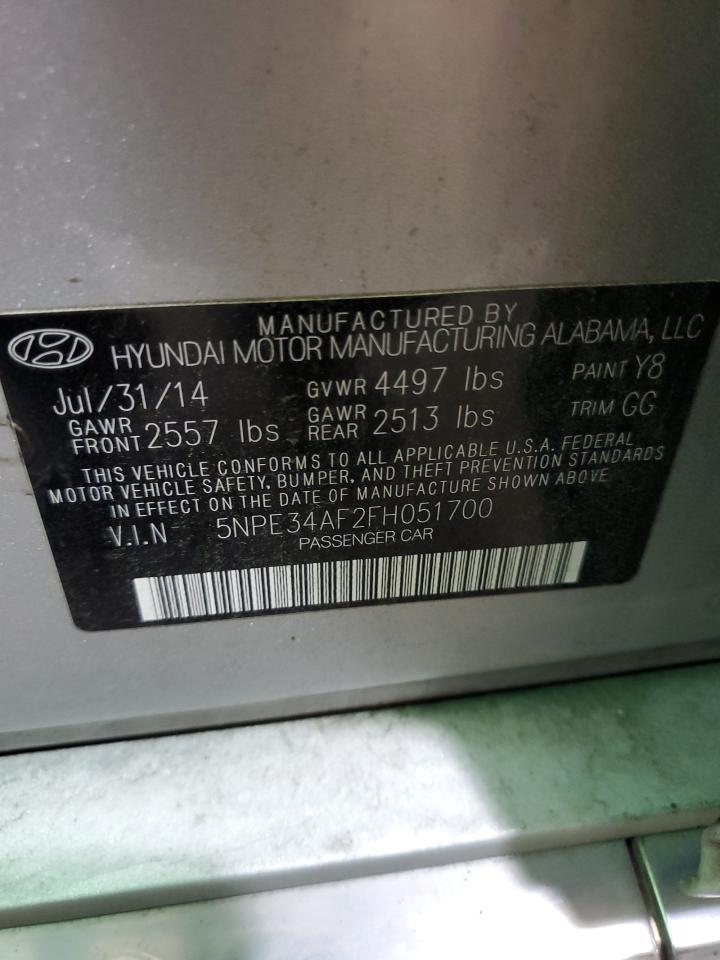 MANUFACTURED BY
HYUNDAI MOTOR MANUFACTURING ALABAMA, LLC
Jul/31/14 GVWR 4497 lbs PAINT Y8
GAWR FRONT 2557 lbs GAWR REAR 2513 lbs TRIM GG
THIS VEHICLE CONFORMS TO ALL APPLICABLE U.S.A. FEDERAL
MOTOR VEHICLE SAFETY, BUMPER, AND THEFT PREVENTION STANDARDS
IN EFFECT ON THE DATE OF MANUFACTURE SHOWN ABOVE
V.I.N 5NPE34AF2FH051700
PASSENGER CAR